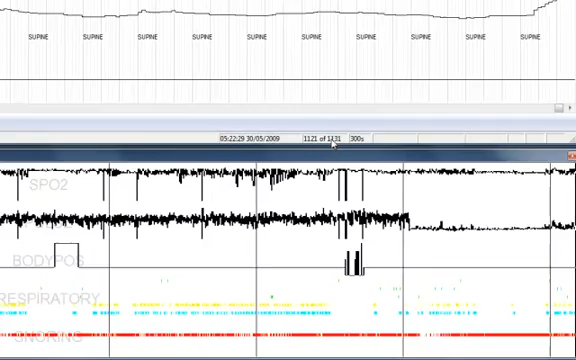 SUPINE SUPINE SUPINE SUPINE SUPINE SUPINE SUPINE SUPINE SUPINE SUPINE
05:22:29 30/05/2009 1121 of 1131 300s
SPO2
BODYPOS
RESPIRATORY
SNORING